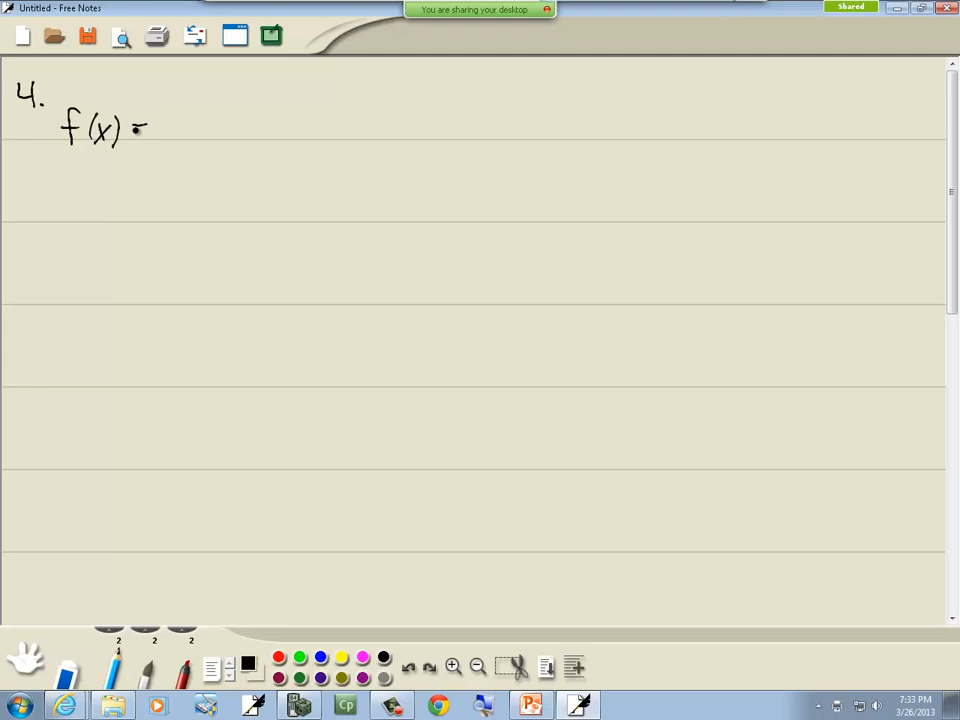 Untitled - Free Notes
You are sharing your desktop
Shared
4.
f(x) =
2 2 2
Cp
7:33 PM
3/26/2013